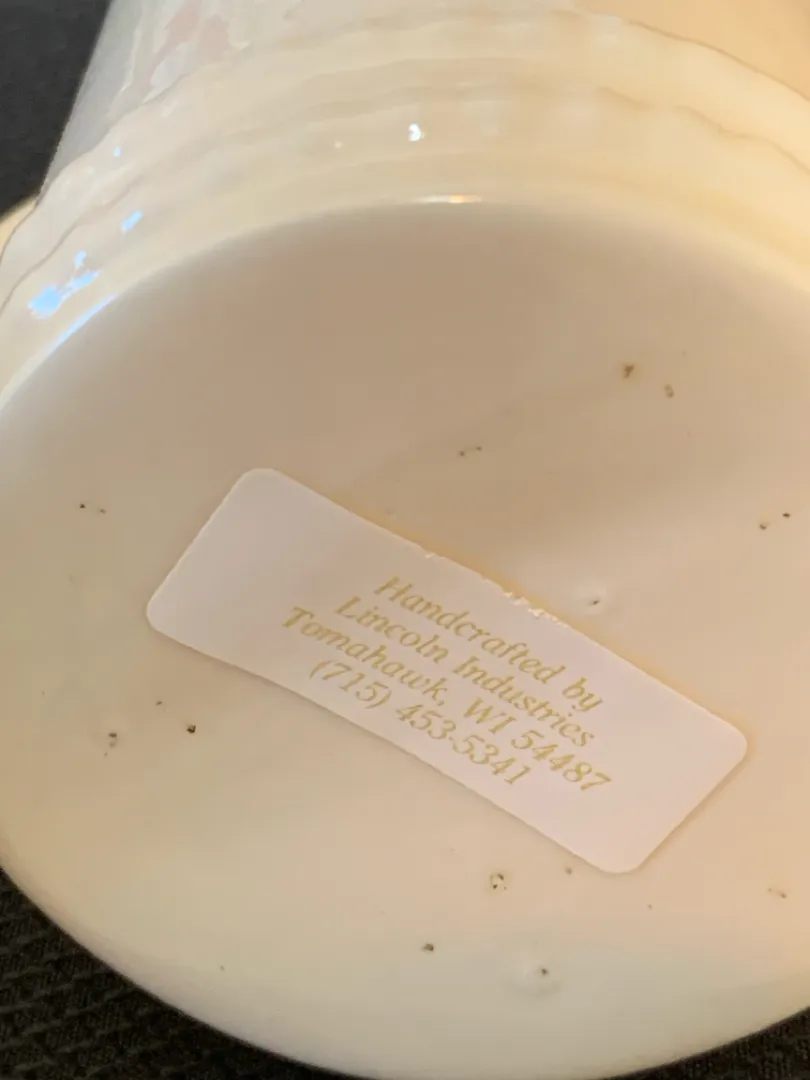 Handcrafted by
Lincoln Industries
Tomahawk, WI 54487
(715) 453-5341